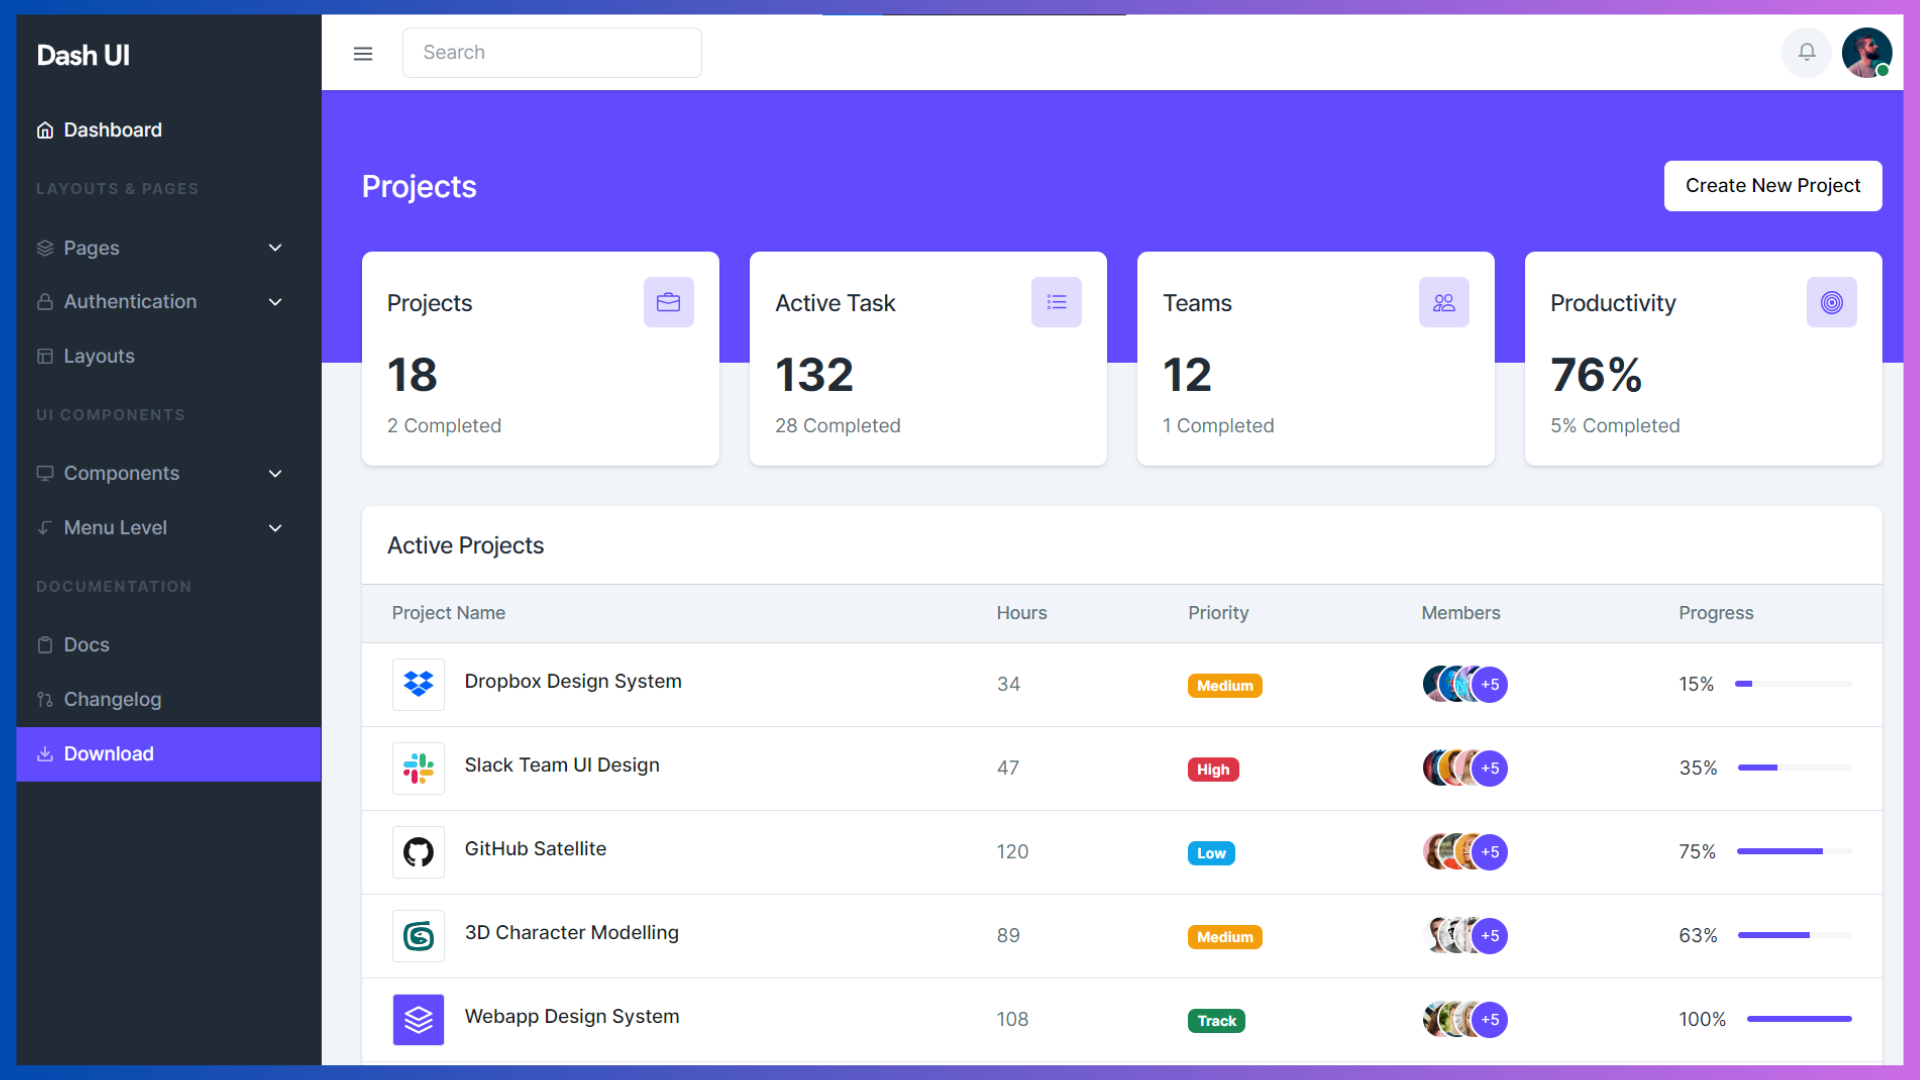 Dash UI
Search
Dashboard
LAYOUTS & PAGES
Pages
Authentication
Layouts
UI COMPONENTS
Components
Menu Level
DOCUMENTATION
Docs
Changelog
Download
Projects
Create New Project
Projects
18
2 Completed
Active Task
132
28 Completed
Teams
12
1 Completed
Productivity
76%
5% Completed
Active Projects
Project Name Hours Priority Members Progress
Dropbox Design System 34 Medium +5 15%
Slack Team UI Design 47 High +5 35%
GitHub Satellite 120 Low +5 75%
3D Character Modelling 89 Medium +5 63%
Webapp Design System 108 Track +5 100%